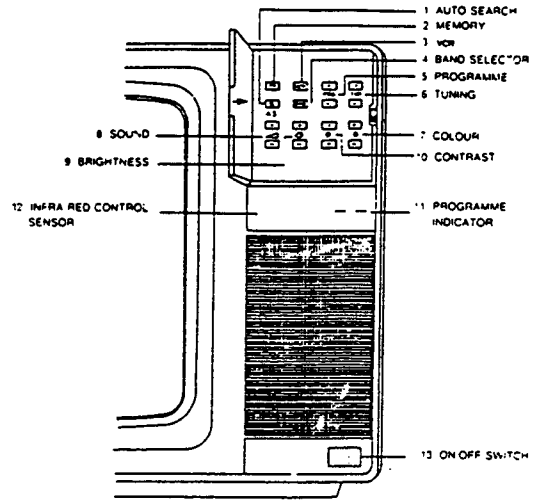 1 AUTO SEARCH
2 MEMORY
3 VCR
4 BAND SELECTOR
5 PROGRAMME
6 TUNING
8 SOUND
7 COLOUR
9 BRIGHTNESS
10 CONTRAST
12 INFRA RED CONTROL
SENSOR
11 PROGRAMME
INDICATOR
13 ON OFF SWITCH